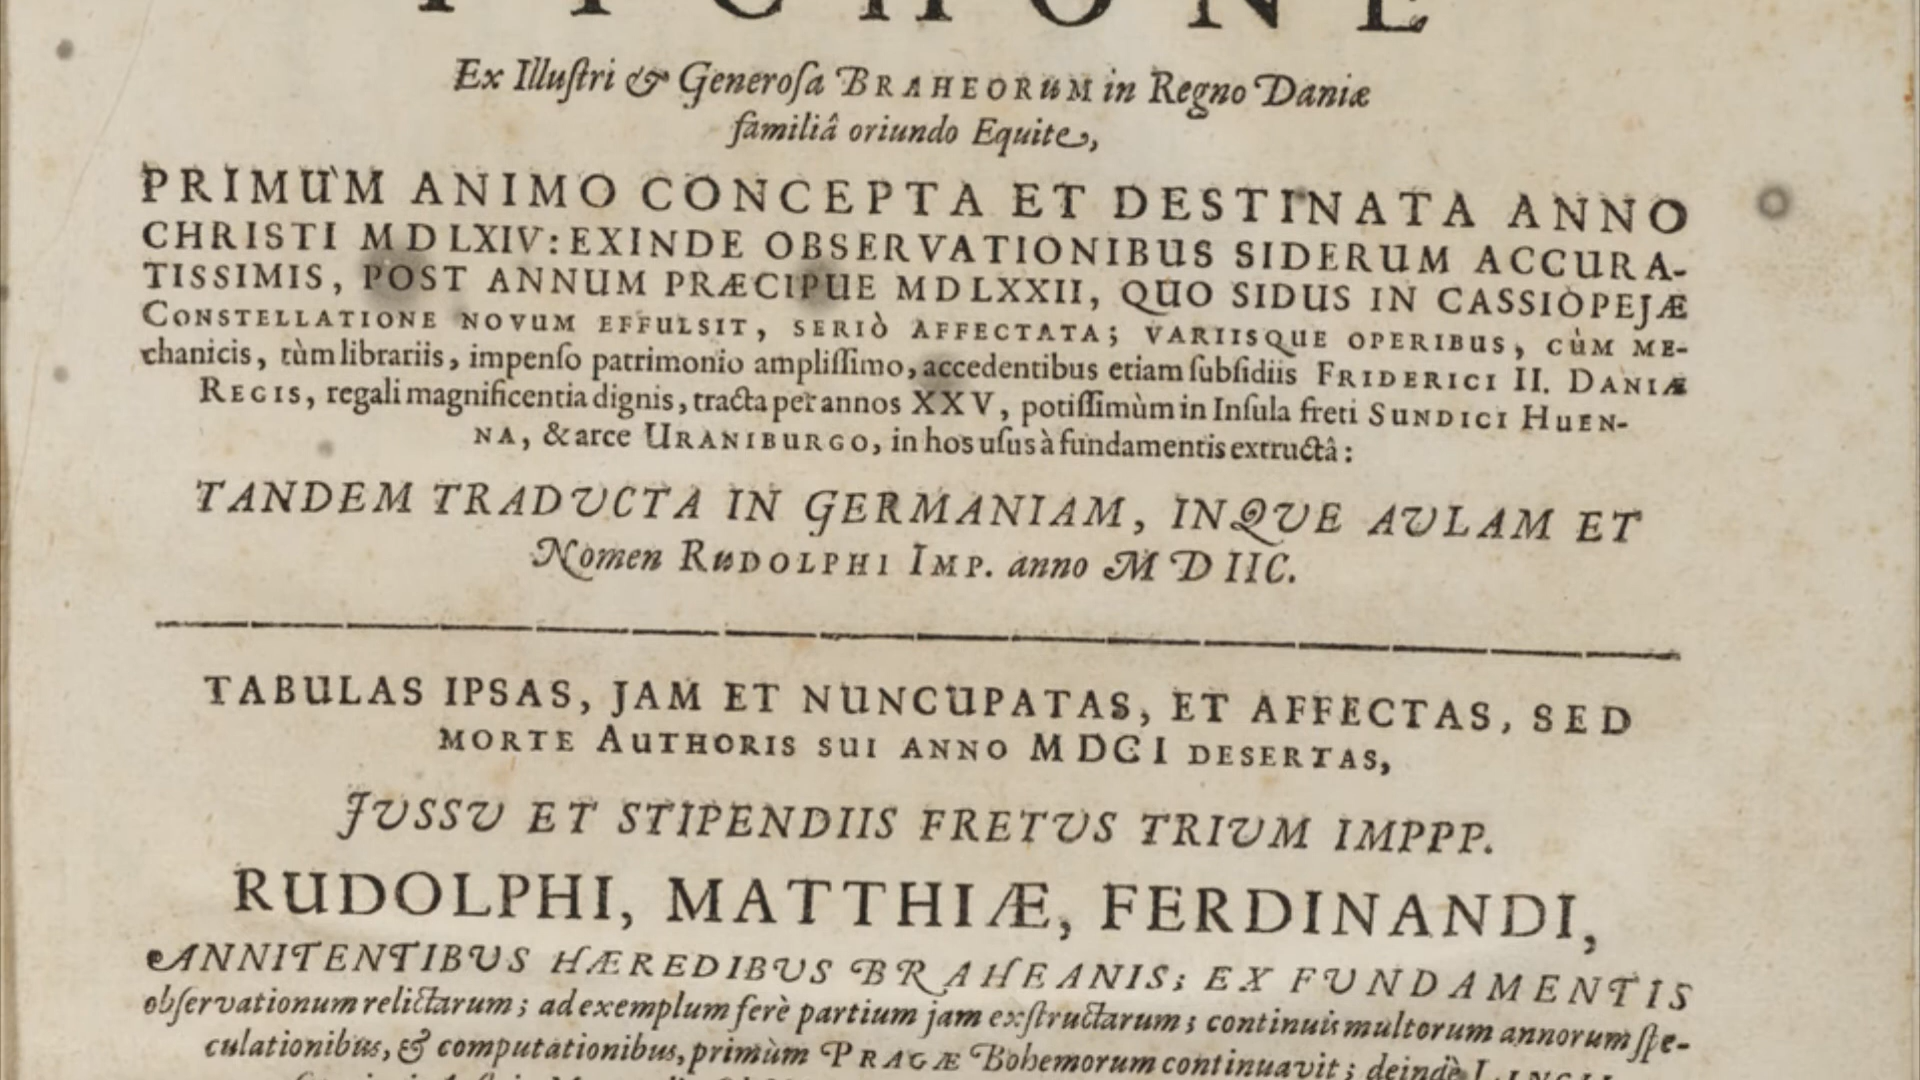 TYCHONE
Ex Illuſtri & Generoſa BRAHEORUM in Regno Daniæ
familiâ oriundo Equite,
PRIMUM ANIMO CONCEPTA ET DESTINATA ANNO
CHRISTI MDLXIV: EXINDE OBSERVATIONIBUS SIDERUM ACCURA-
TISSIMIS, POST ANNUM PRÆCIPUE MDLXXII, QUO SIDUS IN CASSIOPEJÆ
CONSTELLATIONE NOVUM EFFULSIT, SERIÒ AFFECTATA; VARIISQUE OPERIBUS, CÙM ME-
chanicis, tùm librariis, impenſo patrimonio ampliſſimo, accedentibus etiam ſubſidiis FRIDERICI II. DANIÆ
REGIS, regali magnificentia dignis, tracta per annos XXV, potiſſimùm in Inſula freti SUNDICI HUEN-
NA, & arce URANIBURGO, in hos uſus à fundamentis extructâ:
TANDEM TRADUCTA IN GERMANIAM, INQUE AULAM ET
Nomen RUDOLPHI IMP. anno MDIIC.
TABULAS IPSAS, JAM ET NUNCUPATAS, ET AFFECTAS, SED
MORTE AUTHORIS SUI ANNO MDCI DESERTAS,
JUSSU ET STIPENDIIS FRETUS TRIUM IMPPP.
RUDOLPHI, MATTHIÆ, FERDINANDI,
ANNITENTIBUS HÆREDIBUS BRAHEANIS; EX FUNDAMENTIS
obſervationum relictarum; ad exemplum ferè partium jam exſtructarum; continuis multorum annorum ſpe-
culationibus, & computationibus, primùm PRAGÆ Bohemorum continuavit; deindè